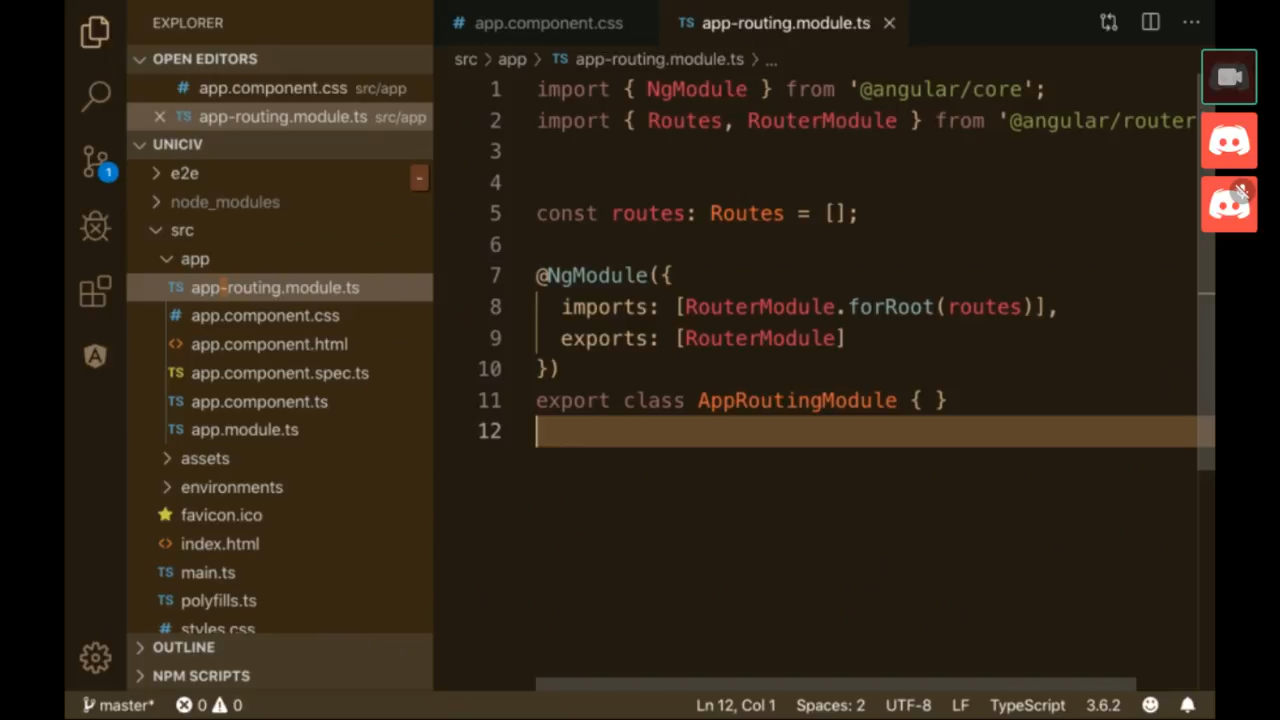 EXPLORER
OPEN EDITORS
# app.component.css src/app
TS app-routing.module.ts src/app
UNICIV
e2e
-
node_modules
src
app
TS app-routing.module.ts
# app.component.css
<> app.component.html
TS app.component.spec.ts
TS app.component.ts
TS app.module.ts
assets
environments
favicon.ico
<> index.html
TS main.ts
TS polyfills.ts
# styles.css
OUTLINE
NPM SCRIPTS
1
A
# app.component.css
TS app-routing.module.ts
src > app > TS app-routing.module.ts > ...
1 import { NgModule } from '@angular/core';
2 import { Routes, RouterModule } from '@angular/router
3
4
5 const routes: Routes = [];
6
7 @NgModule({
8 imports: [RouterModule.forRoot(routes)],
9 exports: [RouterModule]
10 })
11 export class AppRoutingModule { }
12
master* 0 0
Ln 12, Col 1 Spaces: 2 UTF-8 LF TypeScript 3.6.2